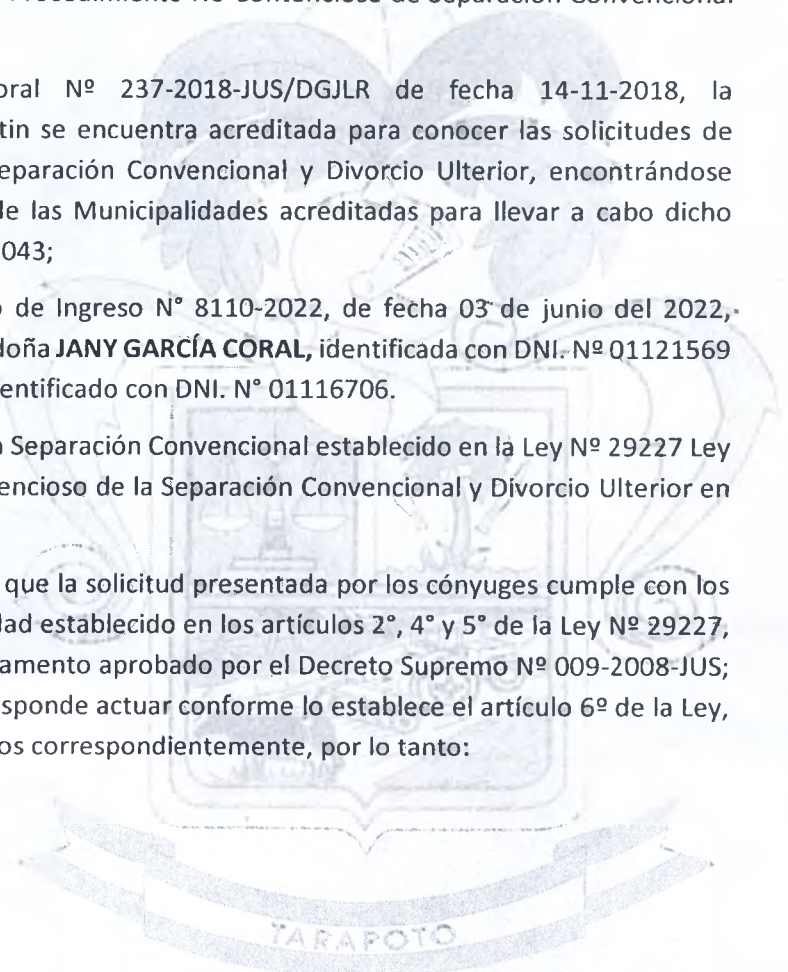 Procedimiento No Contencioso de Separación Convencional
oral Nº 237-2018-JUS/DGJLR de fecha 14-11-2018, la
tin se encuentra acreditada para conocer las solicitudes de
eparación Convencional y Divorcio Ulterior, encontrándose
de las Municipalidades acreditadas para llevar a cabo dicho
043;
o de Ingreso N° 8110-2022, de fecha 03 de junio del 2022,
doña JANY GARCÍA CORAL, identificada con DNI. Nº 01121569
entificado con DNI. N° 01116706.
a Separación Convencional establecido en la Ley Nº 29227 Ley
encioso de la Separación Convencional y Divorcio Ulterior en
que la solicitud presentada por los cónyuges cumple con los
dad establecido en los artículos 2°, 4° y 5° de la Ley Nº 29227,
amento aprobado por el Decreto Supremo Nº 009-2008-JUS;
sponde actuar conforme lo establece el artículo 6º de la Ley,
os correspondientemente, por lo tanto:
TARAPOTO